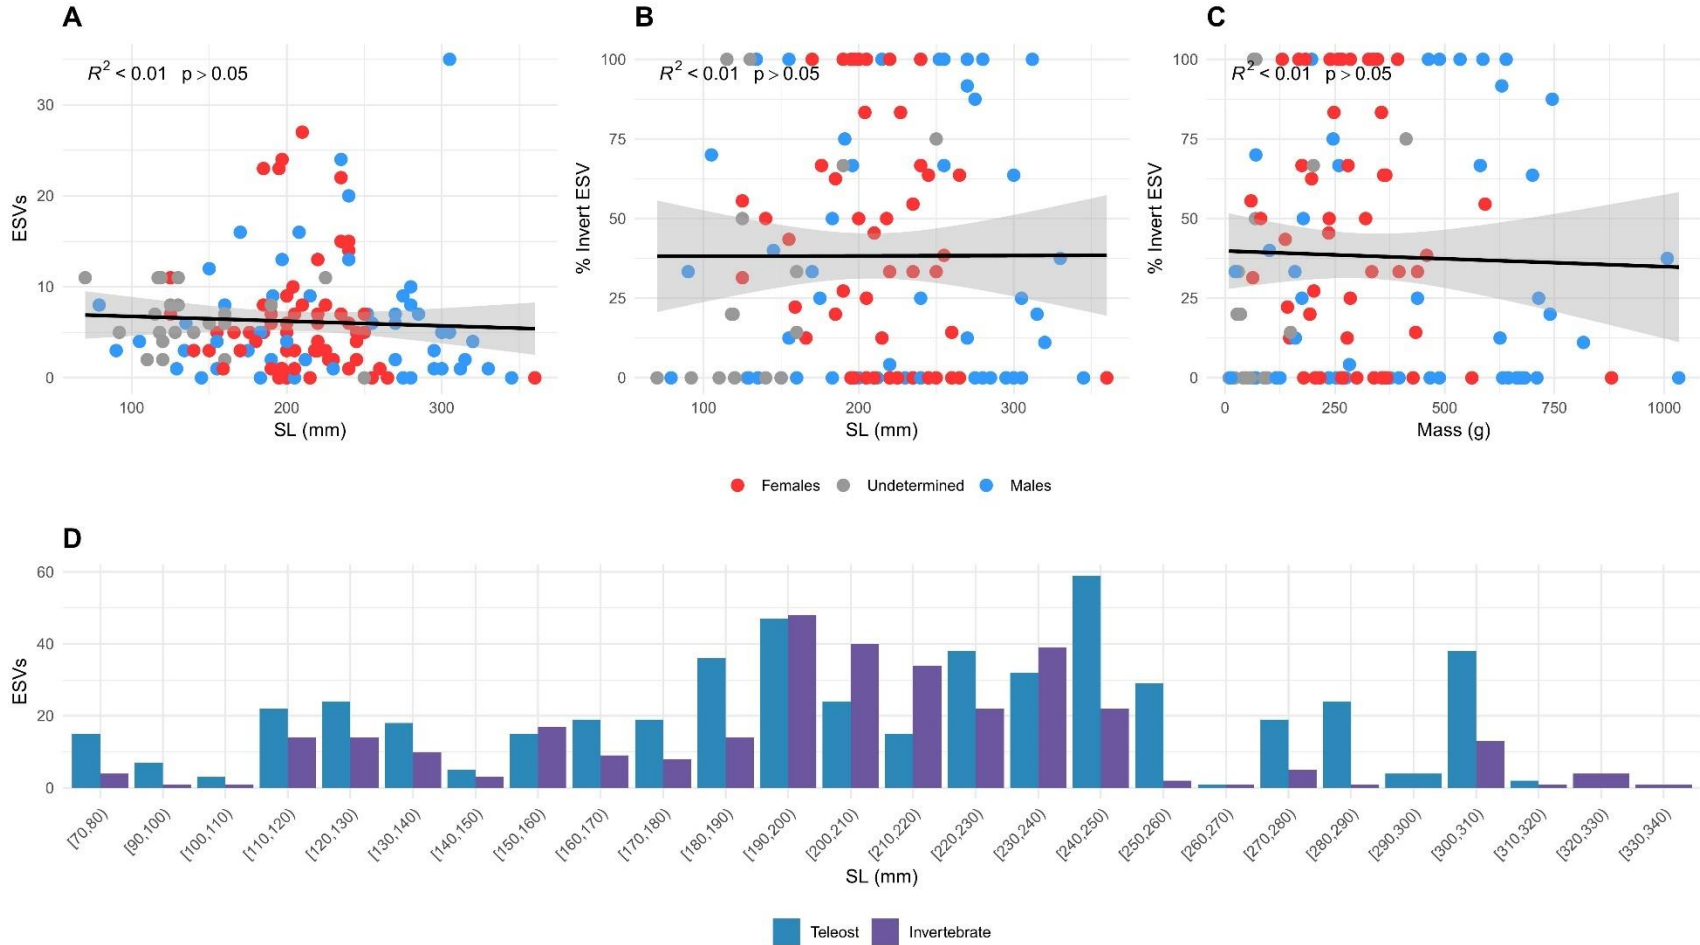 A
R² < 0.01 p > 0.05
ESVs
30
20
10
0
100
200
300
SL (mm)
B
R² < 0.01 p > 0.05
% Invert ESV
100
75
50
25
0
100
200
300
SL (mm)
C
R² < 0.01 p > 0.05
% Invert ESV
100
75
50
25
0
0
250
500
750
1000
Mass (g)
Females
Undetermined
Males
D
ESVs
60
40
20
0
[70,80)
[90,100)
[100,110)
[110,120)
[120,130)
[130,140)
[140,150)
[150,160)
[160,170)
[170,180)
[180,190)
[190,200)
[200,210)
[210,220)
[220,230)
[230,240)
[240,250)
[250,260)
[260,270)
[270,280)
[280,290)
[290,300)
[300,310)
[310,320)
[320,330)
[330,340)
SL (mm)
Teleost
Invertebrate